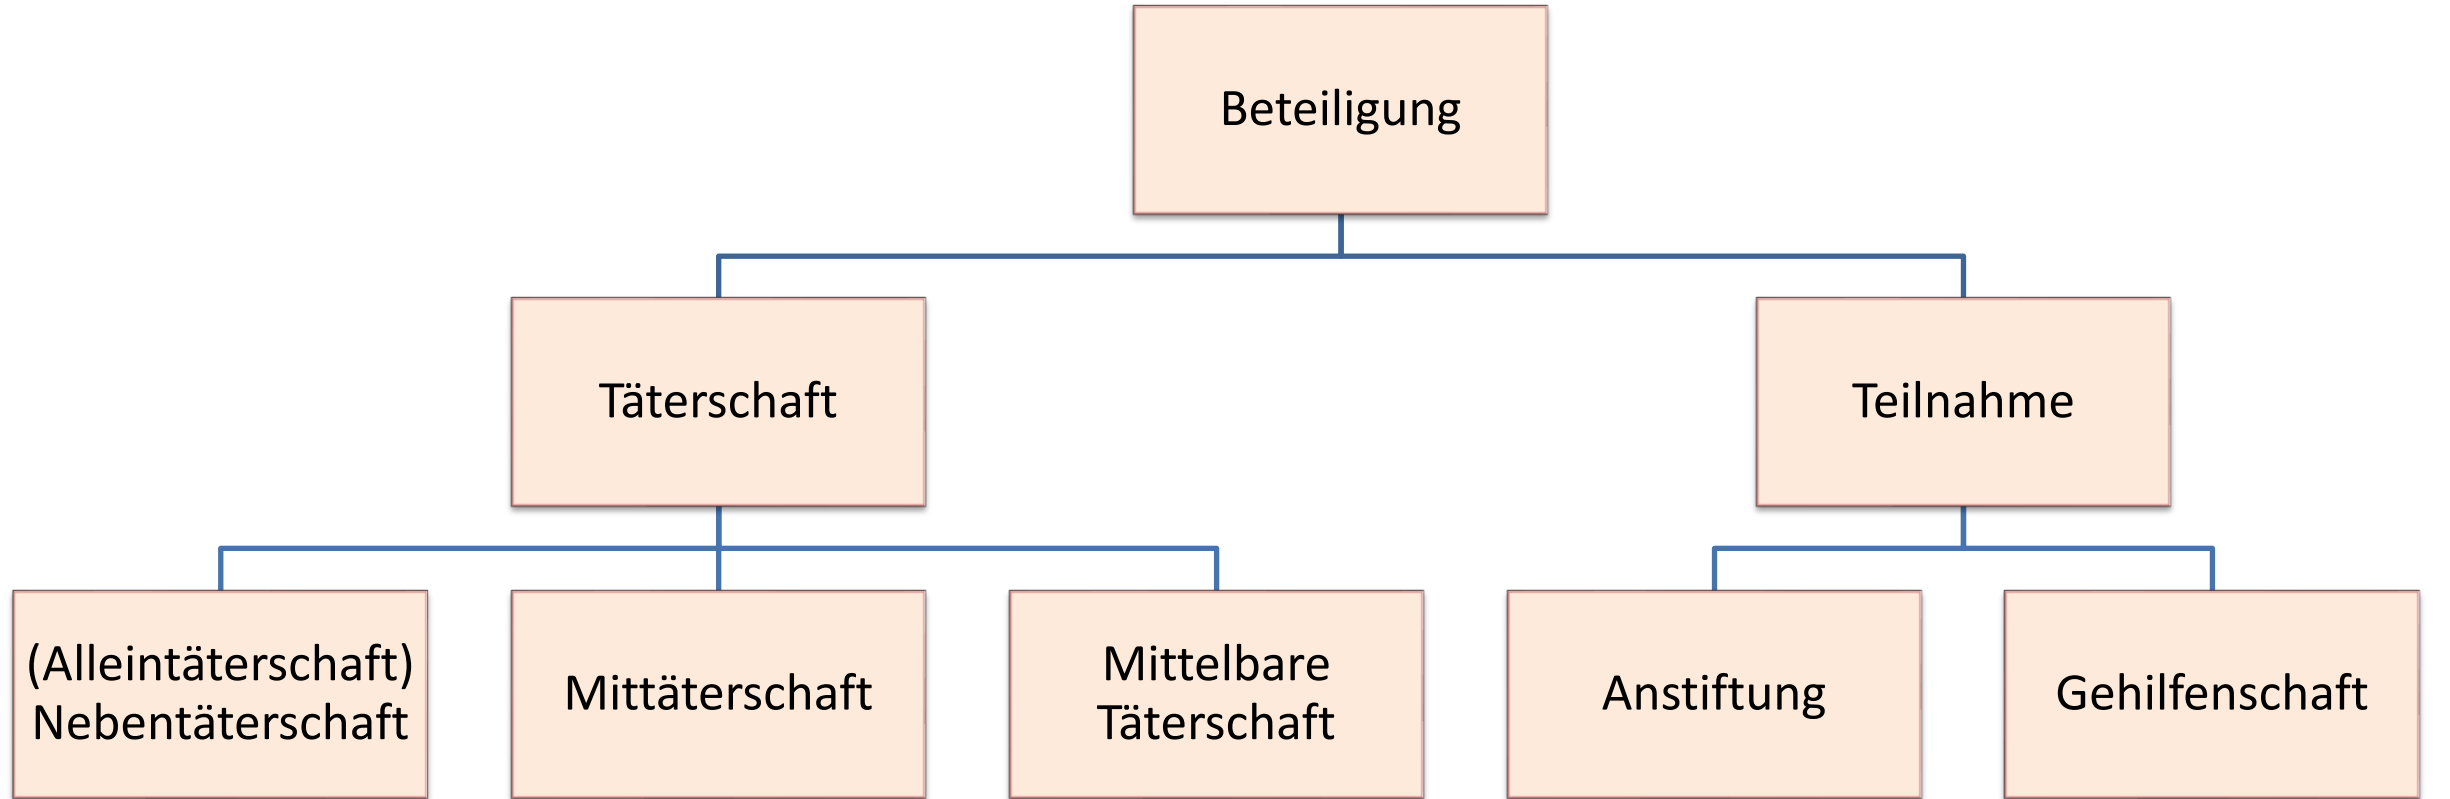 Beteiligung
Täterschaft
Teilnahme
(Alleintäterschaft)
Nebentäterschaft
Mittäterschaft
Mittelbare
Täterschaft
Anstiftung
Gehilfenschaft